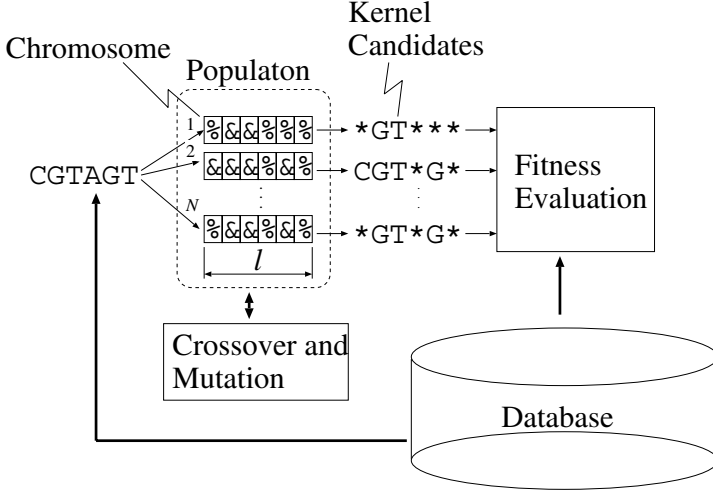 Kernel
Candidates
Chromosome
Populaton
1
%&&%%%
*GT***
2
&&&%&%
CGT*G*
CGTAGT
Fitness
Evaluation
N
%&&%&%
*GT*G*
l
Crossover and
Mutation
Database